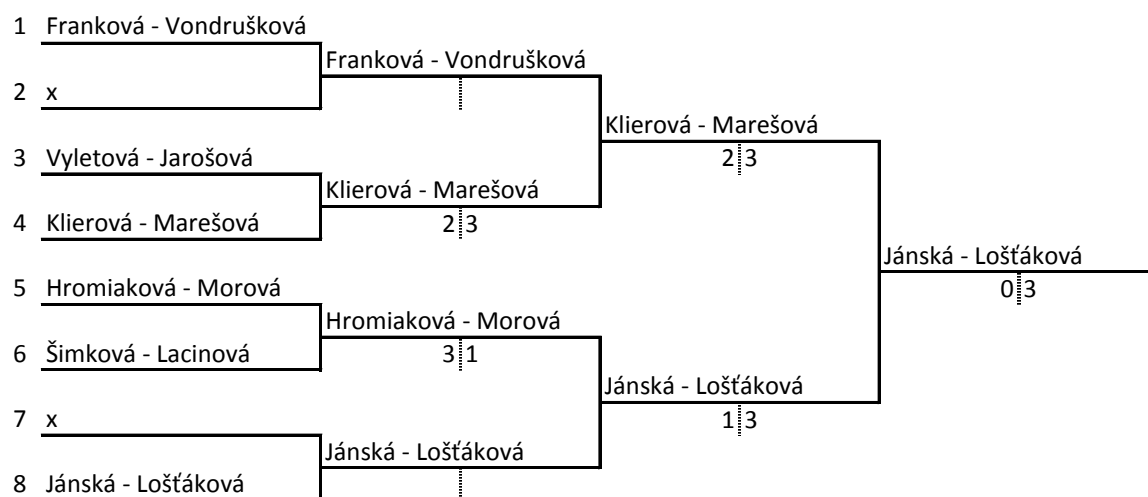 1 Franková - Vondrušková
Franková - Vondrušková
2 x
Klierová - Marešová
2 3
3 Vyletová - Jarošová
Klierová - Marešová
2 3
4 Klierová - Marešová
Jánská - Lošťáková
0 3
5 Hromiaková - Morová
Hromiaková - Morová
3 1
6 Šimková - Lacinová
Jánská - Lošťáková
1 3
7 x
Jánská - Lošťáková
8 Jánská - Lošťáková